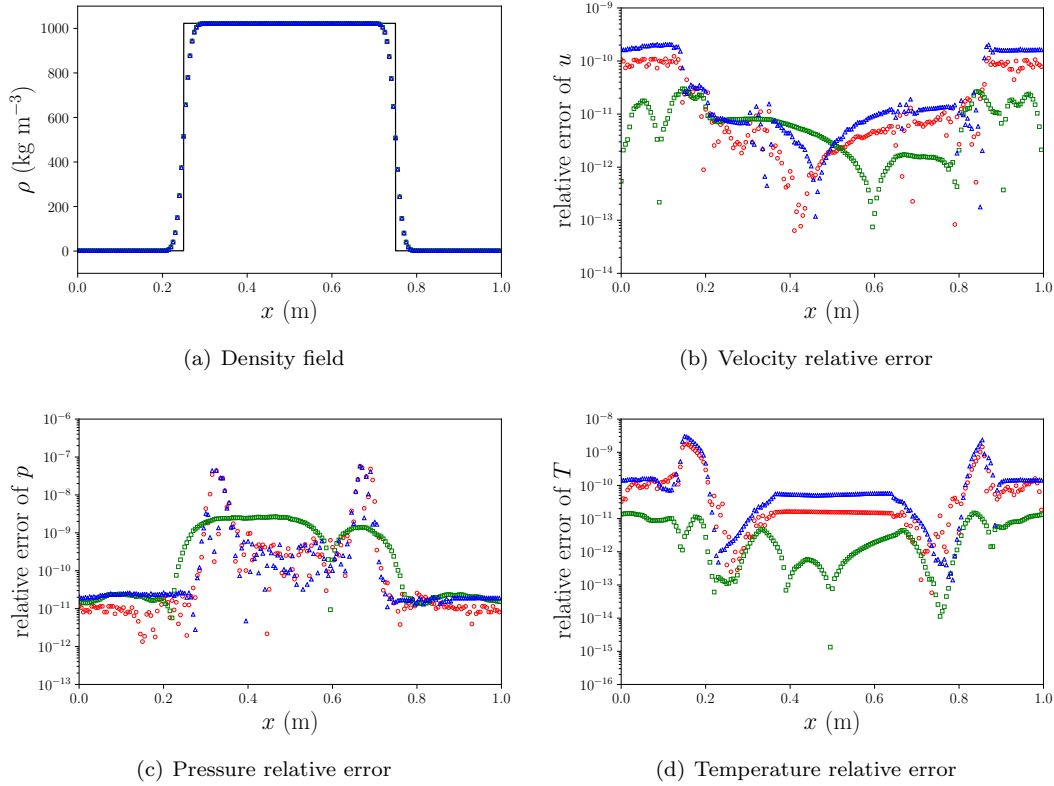 1000
800
600
400
200
0
ρ (kg m⁻³)
0.0 0.2 0.4 0.6 0.8 1.0
x (m)
(a) Density field
10⁻⁹
10⁻¹⁰
10⁻¹¹
10⁻¹²
10⁻¹³
10⁻¹⁴
relative error of u
0.0 0.2 0.4 0.6 0.8 1.0
x (m)
(b) Velocity relative error
10⁻⁶
10⁻⁷
10⁻⁸
10⁻⁹
10⁻¹⁰
10⁻¹¹
10⁻¹²
10⁻¹³
relative error of p
0.0 0.2 0.4 0.6 0.8 1.0
x (m)
(c) Pressure relative error
10⁻⁸
10⁻⁹
10⁻¹⁰
10⁻¹¹
10⁻¹²
10⁻¹³
10⁻¹⁴
10⁻¹⁵
10⁻¹⁶
relative error of T
0.0 0.2 0.4 0.6 0.8 1.0
x (m)
(d) Temperature relative error